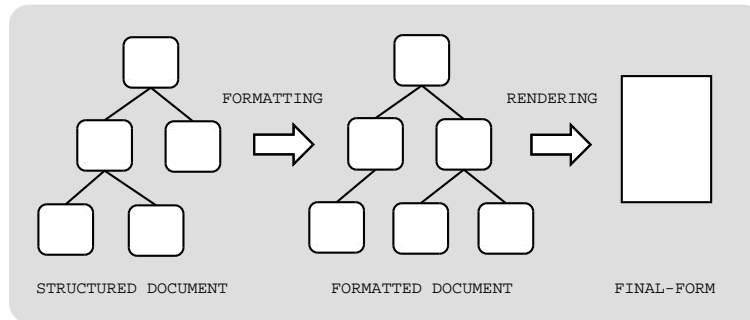 FORMATTING
RENDERING
STRUCTURED DOCUMENT
FORMATTED DOCUMENT
FINAL-FORM